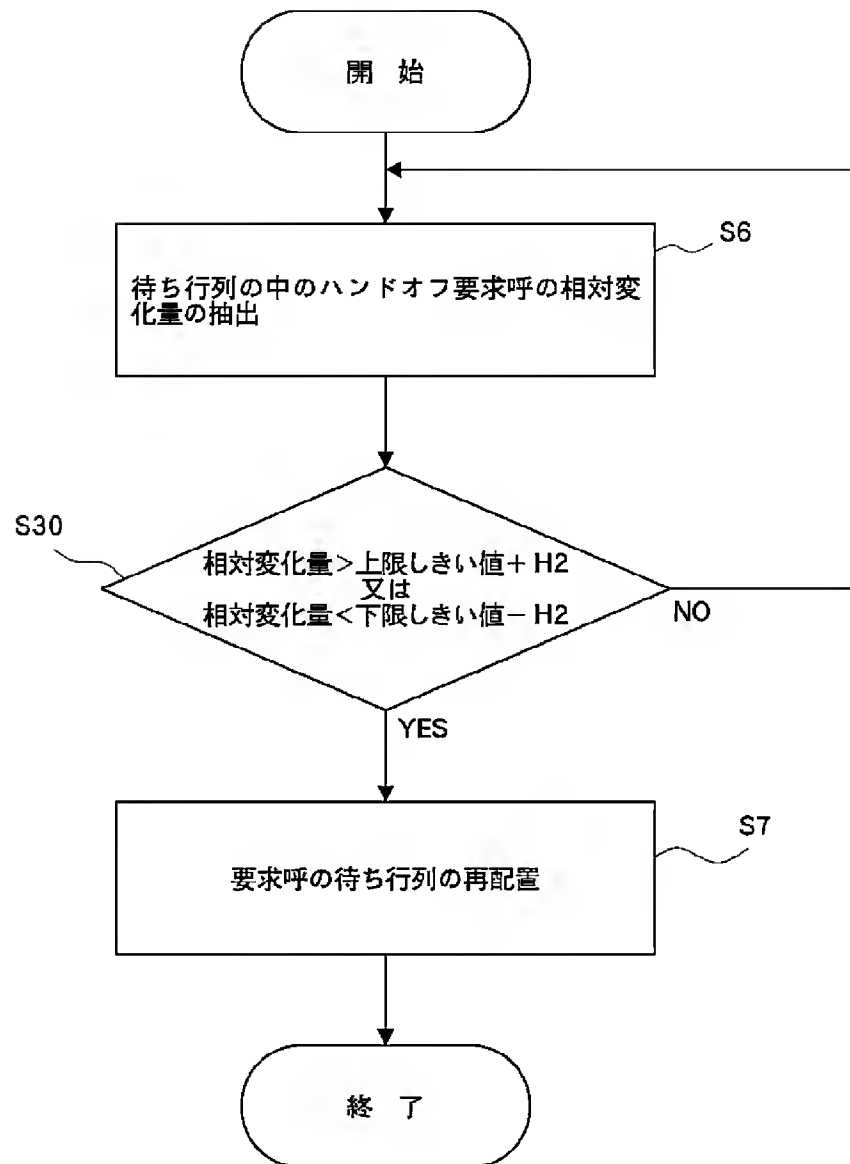 開 始
S6
待ち行列の中のハンドオフ要求呼の相対変
化量の抽出
S30
相対変化量>上限しきい値+H2
又は
相対変化量<下限しきい値-H2
NO
YES
S7
要求呼の待ち行列の再配置
終 了